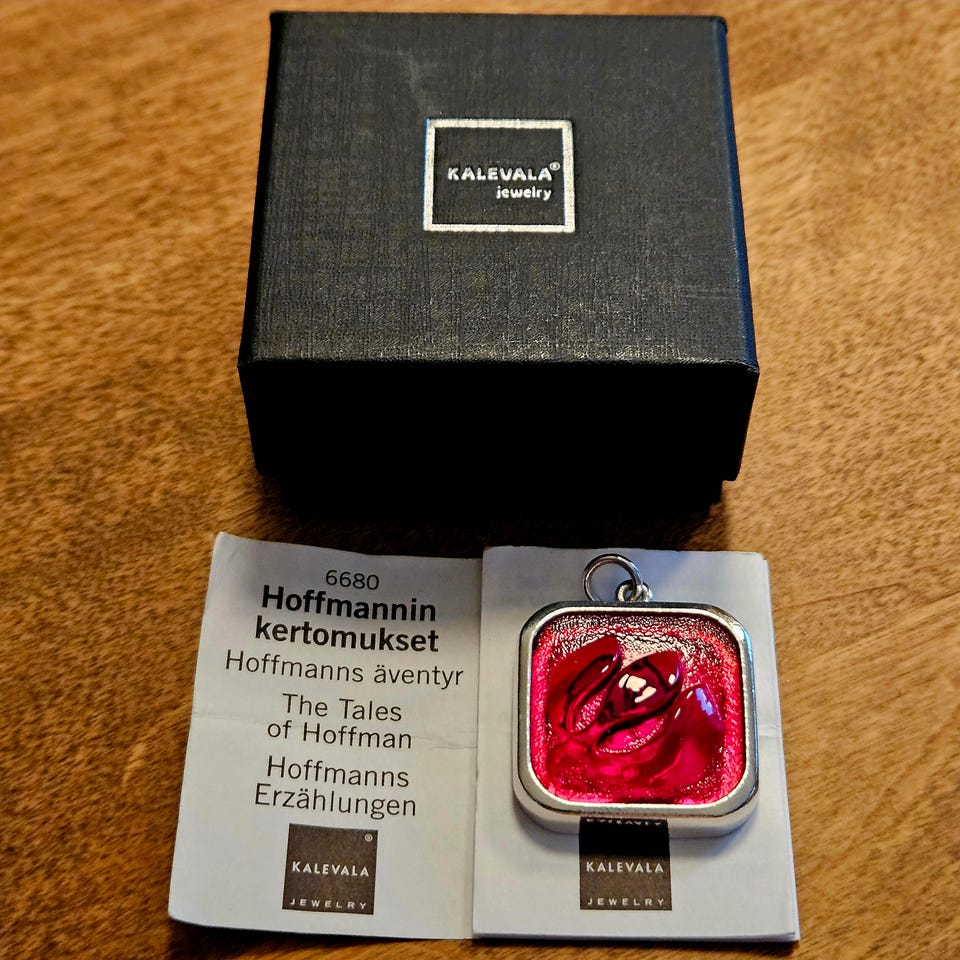 KALEVALA®
jewelry
6680
Hoffmannin
kertomukset
Hoffmanns äventyr
The Tales
of Hoffman
Hoffmanns
Erzählungen
®
KALEVALA
JEWELRY
KALEVALA
JEWELRY